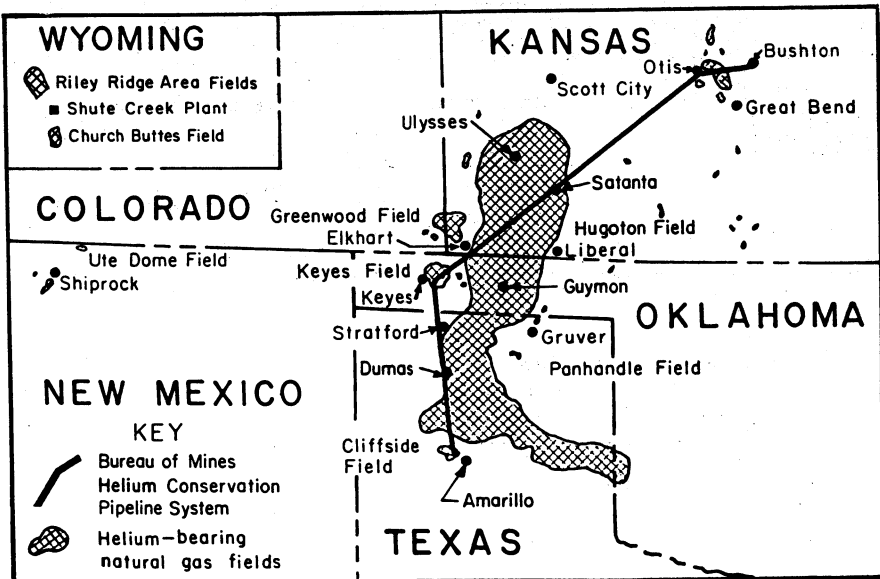 WYOMING
Riley Ridge Area Fields
Shute Creek Plant
Church Buttes Field
KANSAS
Otis
Bushton
Scott City
Great Bend
Ulysses
Satanta
COLORADO
Greenwood Field
Elkhart
Hugoton Field
Liberal
Ute Dome Field
Shiprock
Keyes Field
Keyes
Guymon
OKLAHOMA
Stratford
Gruver
Dumas
Panhandle Field
NEW MEXICO
KEY
Bureau of Mines
Helium Conservation
Pipeline System
Helium-bearing
natural gas fields
Cliffside
Field
Amarillo
TEXAS